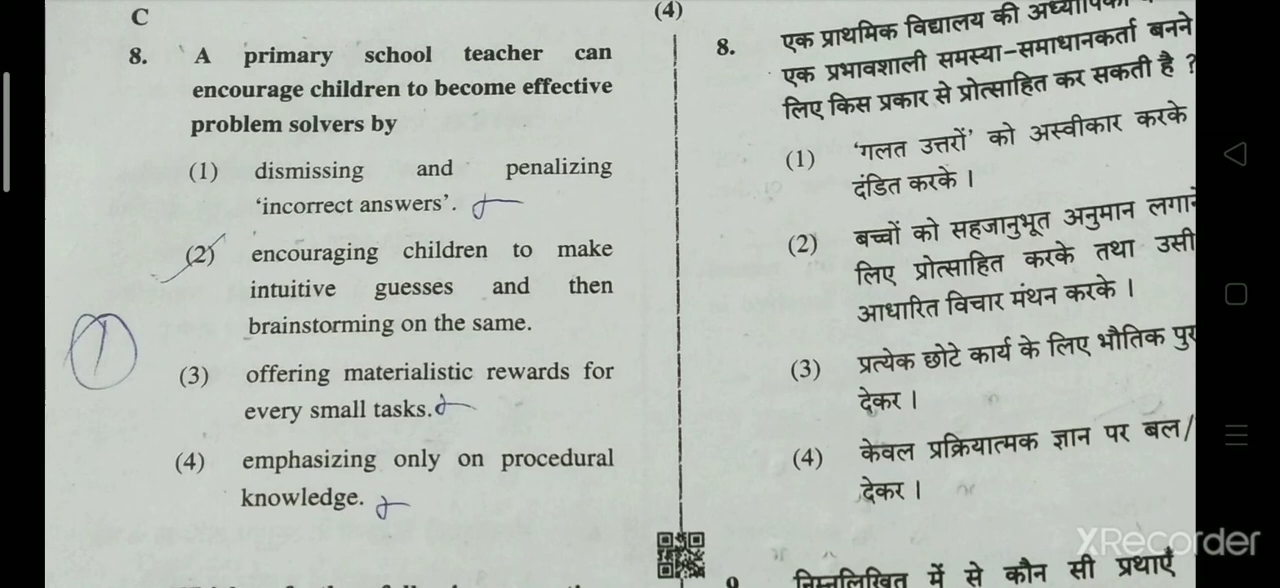 C
(4)
8. A primary school teacher can
encourage children to become effective
problem solvers by
(1) dismissing and penalizing
‘incorrect answers’.
(2) encouraging children to make
intuitive guesses and then
brainstorming on the same.
(3) offering materialistic rewards for
every small tasks.
(4) emphasizing only on procedural
knowledge.
1
8. एक प्राथमिक विद्यालय की
एक प्रभावशाली समस्या-समाधानकर्ता बनने
लिए किस प्रकार से प्रोत्साहित कर सकती है ?
(1) ‘गलत उत्तरों’ को अस्वीकार करके
दंडित करके ।
(2) बच्चों को सहजानुभूत अनुमान लगाने
लिए प्रोत्साहित करके तथा उसी
आधारित विचार मंथन करके ।
(3) प्रत्येक छोटे कार्य के लिए भौतिक
देकर ।
(4) केवल प्रक्रियात्मक ज्ञान पर बल/
देकर ।
XRecorder
निम्नलिखित में से कौन सी प्रथाएँ